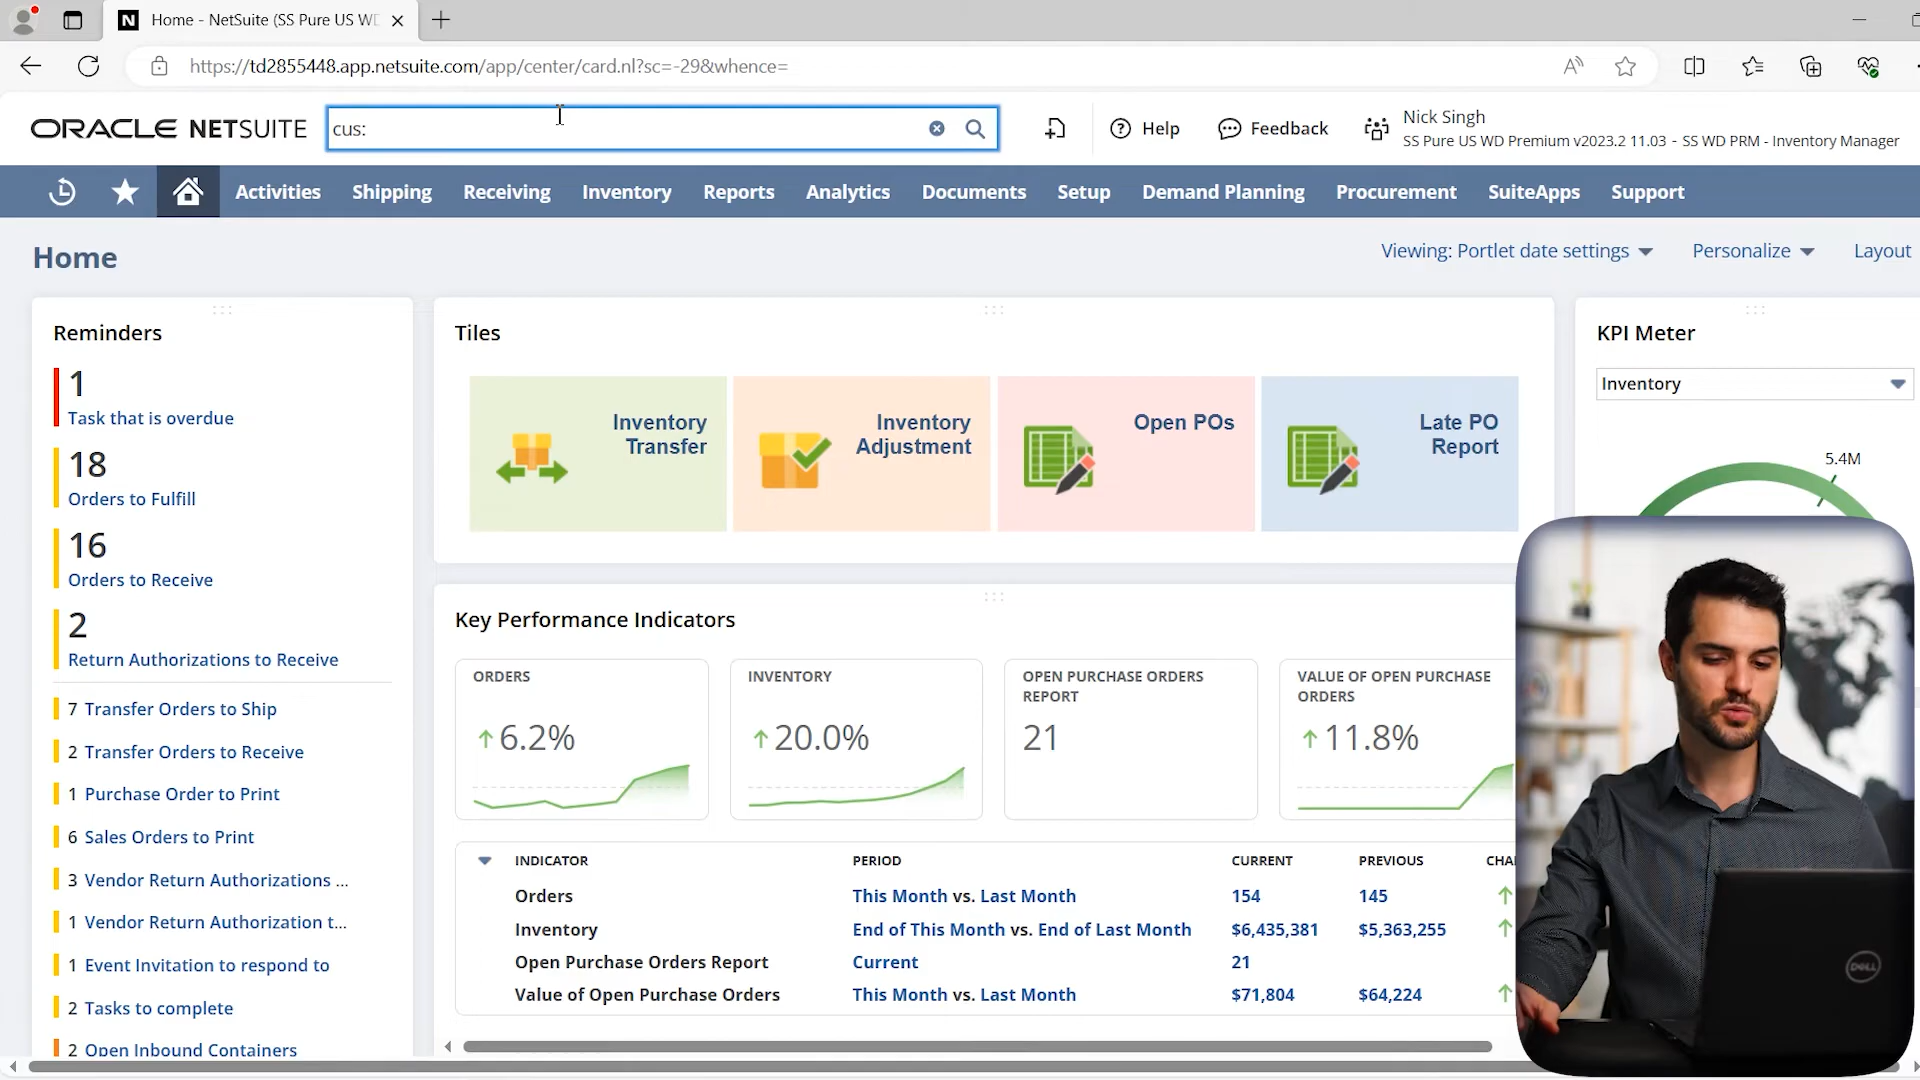 Home - NetSuite (SS Pure US WD
https://td2855448.app.netsuite.com/app/center/card.nl?sc=-29&whence=
ORACLE NETSUITE
cus:
Help
Feedback
Nick Singh
SS Pure US WD Premium v2023.2 11.03 - SS WD PRM - Inventory Manager
Activities
Shipping
Receiving
Inventory
Reports
Analytics
Documents
Setup
Demand Planning
Procurement
SuiteApps
Support
Home
Viewing: Portlet date settings
Personalize
Layout
Reminders
1
Task that is overdue
18
Orders to Fulfill
16
Orders to Receive
2
Return Authorizations to Receive
7 Transfer Orders to Ship
2 Transfer Orders to Receive
1 Purchase Order to Print
6 Sales Orders to Print
3 Vendor Return Authorizations ...
1 Vendor Return Authorization t...
1 Event Invitation to respond to
2 Tasks to complete
2 Open Inbound Containers
Tiles
Inventory
Transfer
Inventory
Adjustment
Open POs
Late PO
Report
KPI Meter
Inventory
5.4M
Key Performance Indicators
ORDERS
6.2%
INVENTORY
20.0%
OPEN PURCHASE ORDERS
REPORT
21
VALUE OF OPEN PURCHASE
ORDERS
11.8%
INDICATOR PERIOD CURRENT PREVIOUS CHA
Orders This Month vs. Last Month 154 145
Inventory End of This Month vs. End of Last Month $6,435,381 $5,363,255
Open Purchase Orders Report Current 21
Value of Open Purchase Orders This Month vs. Last Month $71,804 $64,224
DELL